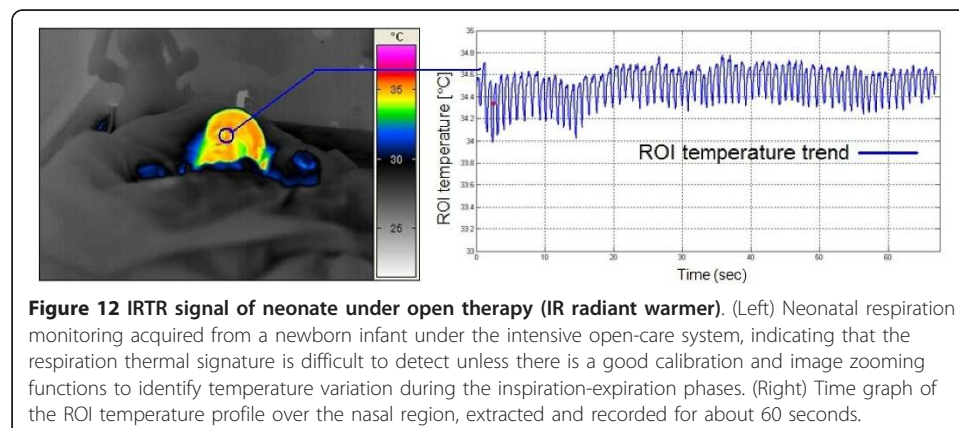 °C
35
30
25
ROI temperature [°C]
35
34.8
34.6
34.4
34.2
34
33.8
33.6
33.4
33.2
33
ROI temperature trend
0 10 20 30 40 50 60
Time (sec)
Figure 12 IRTR signal of neonate under open therapy (IR radiant warmer). (Left) Neonatal respiration
monitoring acquired from a newborn infant under the intensive open-care system, indicating that the
respiration thermal signature is difficult to detect unless there is a good calibration and image zooming
functions to identify temperature variation during the inspiration-expiration phases. (Right) Time graph of
the ROI temperature profile over the nasal region, extracted and recorded for about 60 seconds.